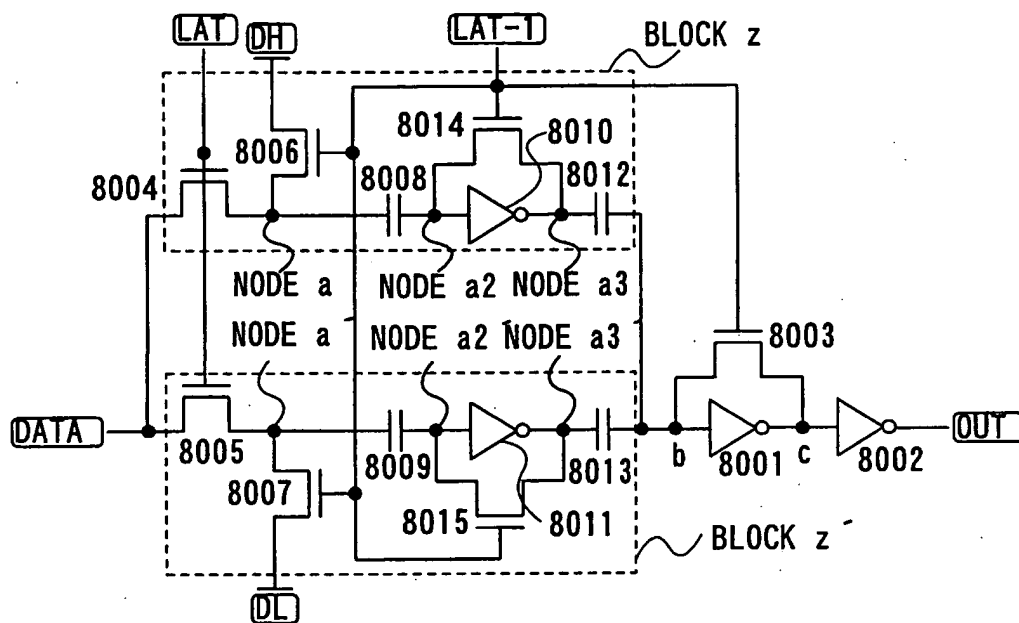 LAT
DH
LAT-1
BLOCK z
8004
8006
8008
8014
8010
8012
NODE a
NODE a2
NODE a3
NODE a´
NODE a2´
NODE a3´
8003
DATA
8005
8007
8009
8015
8011
8013
b
8001
c
8002
OUT
BLOCK z´
DL